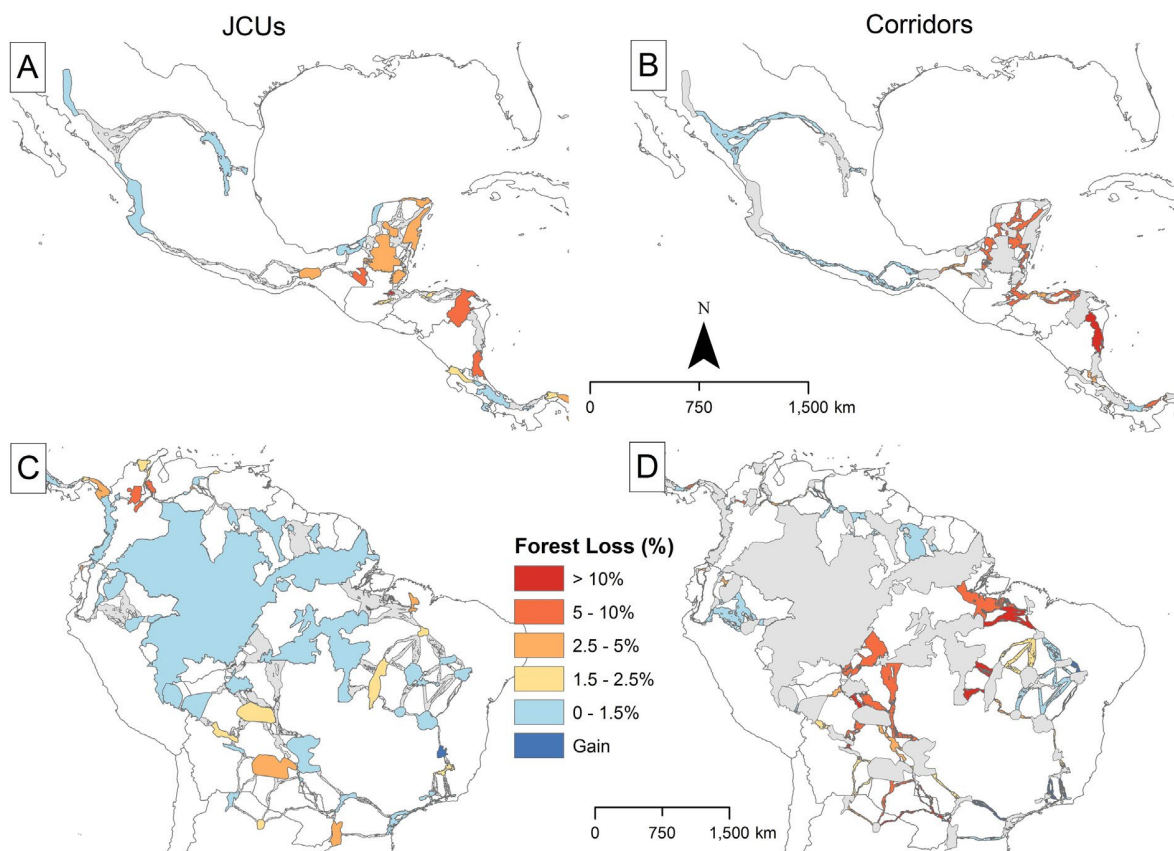 JCUs
Corridors
A
B
N
0
750
1,500 km
C
D
Forest Loss (%)
> 10%
5 - 10%
2.5 - 5%
1.5 - 2.5%
0 - 1.5%
Gain
0
750
1,500 km